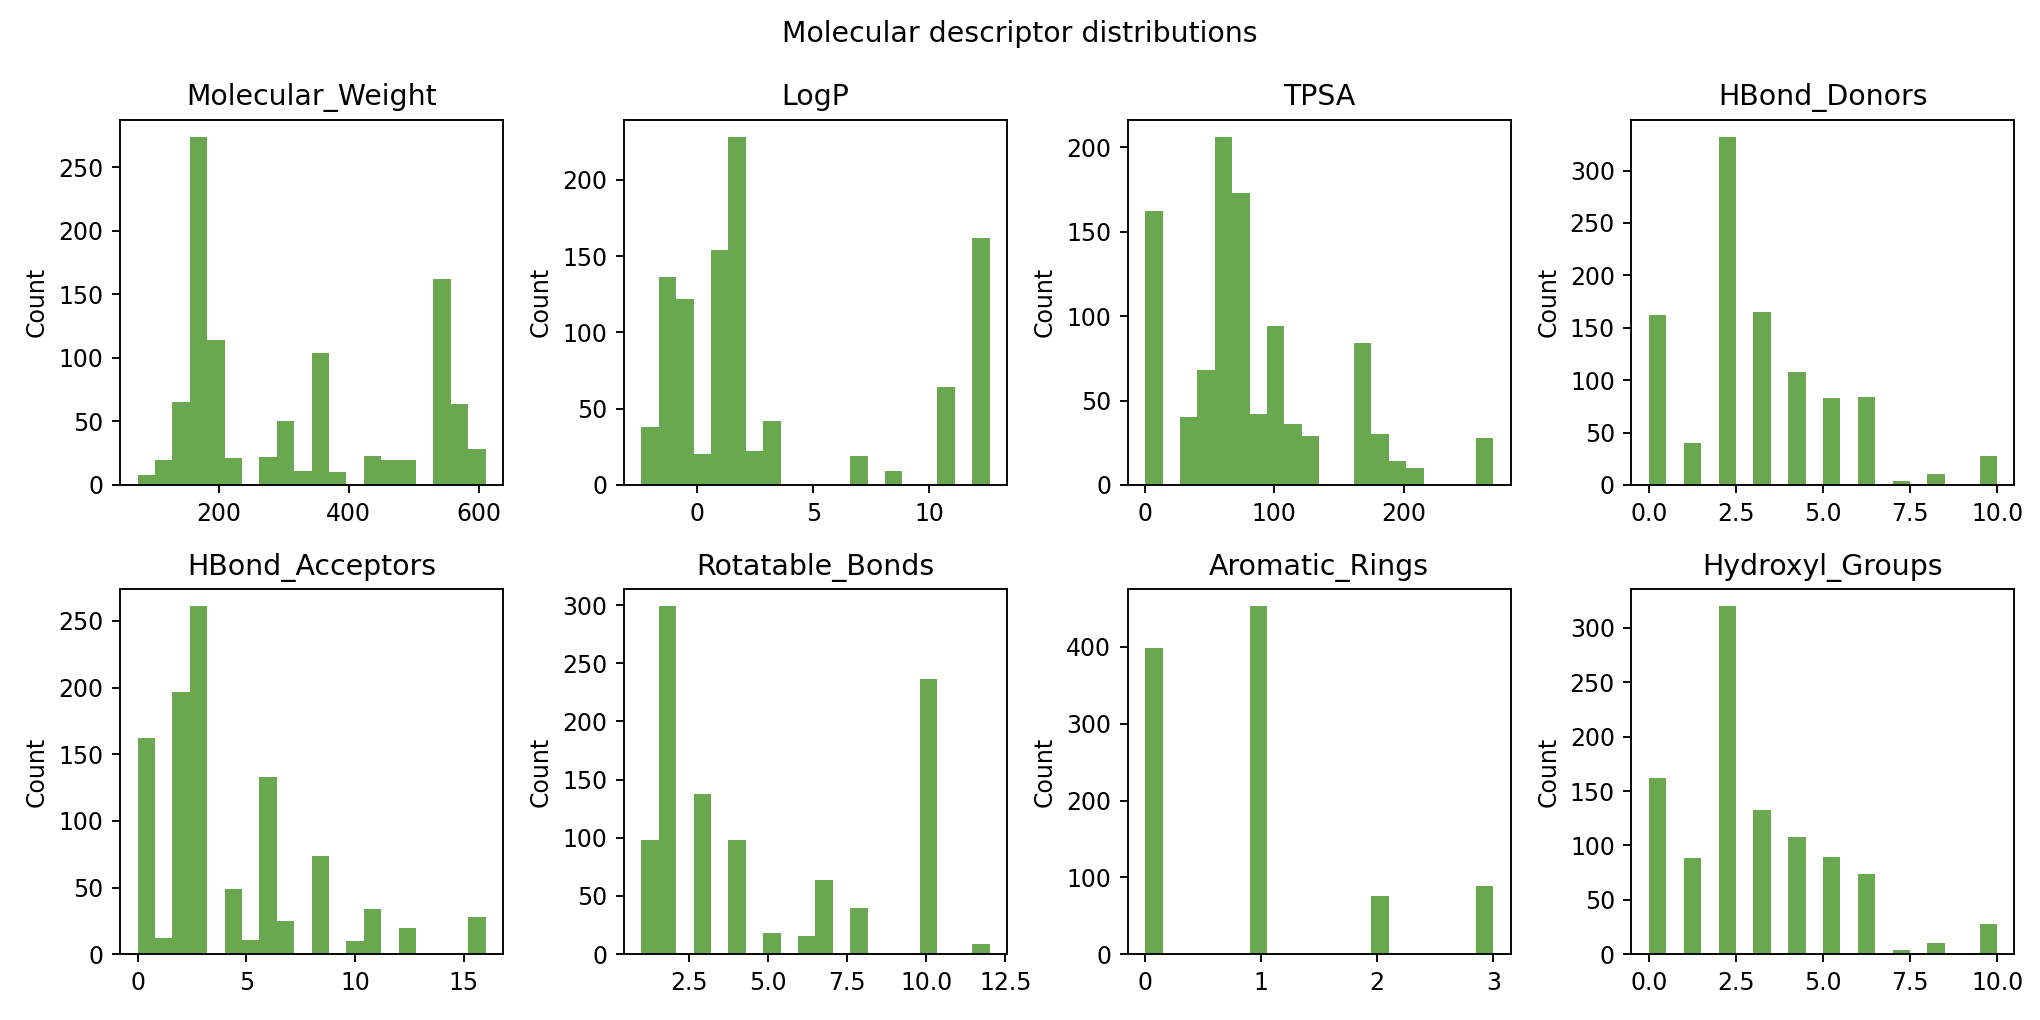 Molecular descriptor distributions
Molecular_Weight
LogP
TPSA
HBond_Donors
Count
250
200
150
100
50
0
200 400 600
Count
200
150
100
50
0
0 5 10
Count
200
150
100
50
0
0 100 200
Count
300
250
200
150
100
50
0
0.0 2.5 5.0 7.5 10.0
HBond_Acceptors
Rotatable_Bonds
Aromatic_Rings
Hydroxyl_Groups
Count
250
200
150
100
50
0
0 5 10 15
Count
300
250
200
150
100
50
0
2.5 5.0 7.5 10.0 12.5
Count
400
300
200
100
0
0 1 2 3
Count
300
250
200
150
100
50
0
0.0 2.5 5.0 7.5 10.0